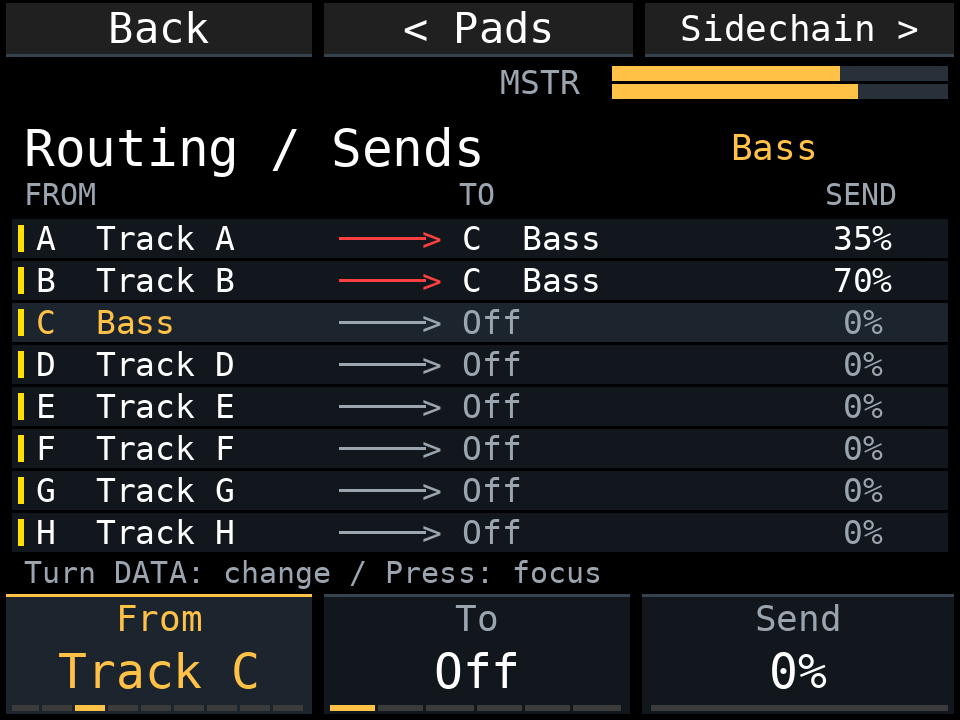 Back < Pads Sidechain >
MSTR
Routing / Sends Bass
FROM TO SEND
A Track A ———> C Bass 35%
B Track B ———> C Bass 70%
C Bass ———> Off 0%
D Track D ———> Off 0%
E Track E ———> Off 0%
F Track F ———> Off 0%
G Track G ———> Off 0%
H Track H ———> Off 0%
Turn DATA: change / Press: focus
From To Send
Track C Off 0%